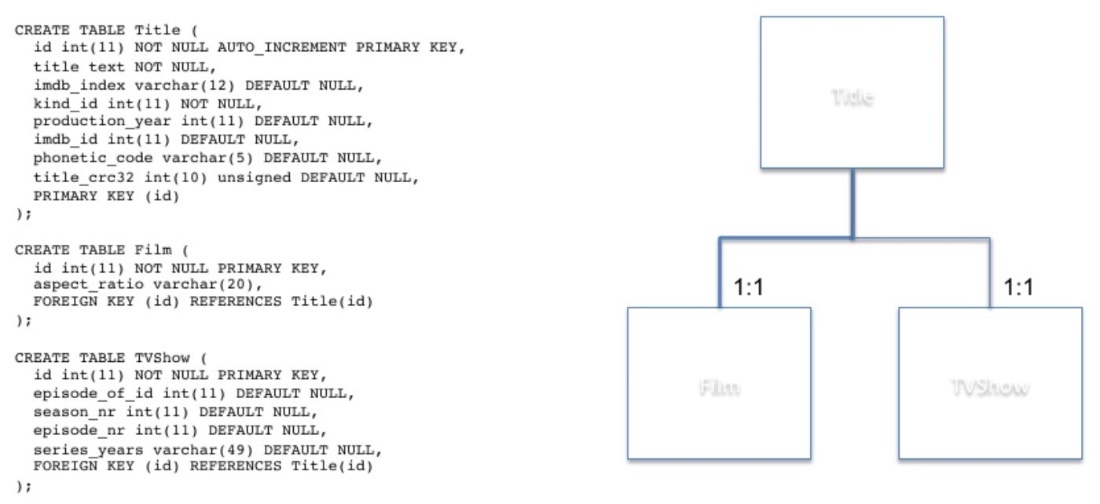 CREATE TABLE Title (
id int(11) NOT NULL AUTO_INCREMENT PRIMARY KEY,
title text NOT NULL,
imdb_index varchar(12) DEFAULT NULL,
kind_id int(11) NOT NULL,
production_year int(11) DEFAULT NULL,
imdb_id int(11) DEFAULT NULL,
phonetic_code varchar(5) DEFAULT NULL,
title_crc32 int(10) unsigned DEFAULT NULL,
PRIMARY KEY (id)
);
CREATE TABLE Film (
id int(11) NOT NULL PRIMARY KEY,
aspect_ratio varchar(20),
FOREIGN KEY (id) REFERENCES Title(id)
);
CREATE TABLE TVShow (
id int(11) NOT NULL PRIMARY KEY,
episode_of_id int(11) DEFAULT NULL,
season_nr int(11) DEFAULT NULL,
episode_nr int(11) DEFAULT NULL,
series_years varchar(49) DEFAULT NULL,
FOREIGN KEY (id) REFERENCES Title(id)
);
Title
1:1
1:1
Film
TVShow